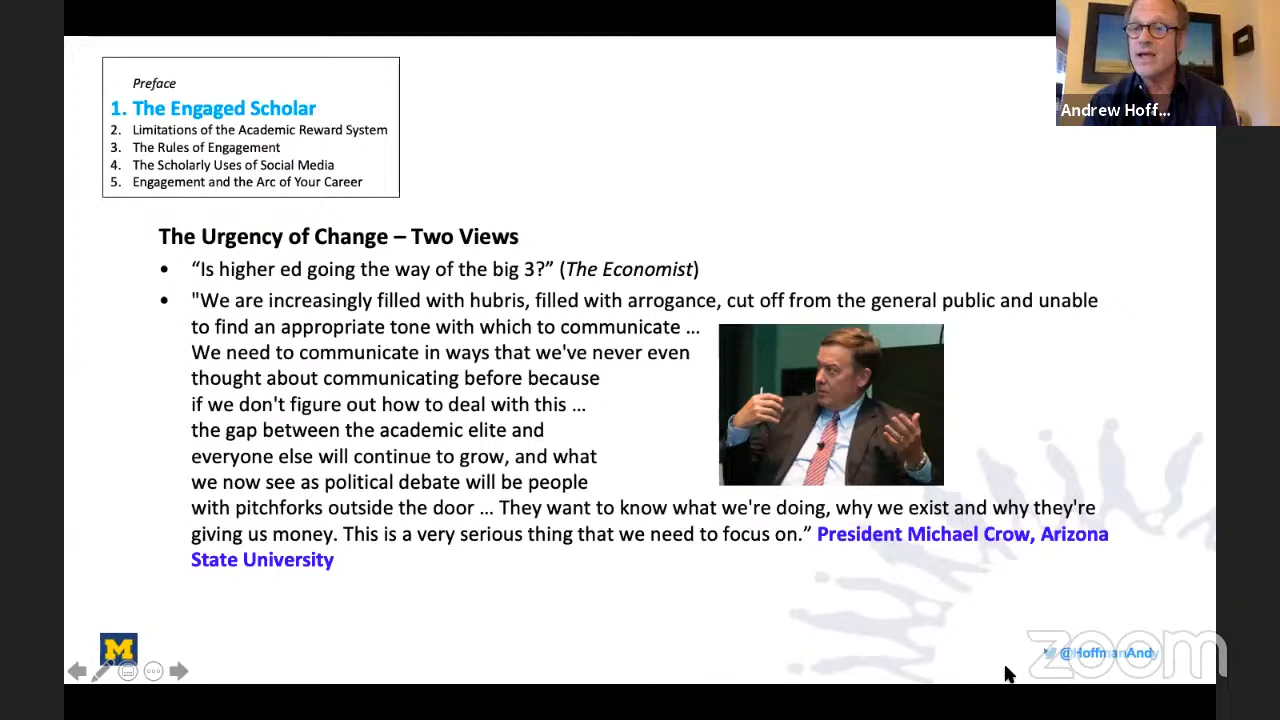 Preface
1. The Engaged Scholar
2. Limitations of the Academic Reward System
3. The Rules of Engagement
4. The Scholarly Uses of Social Media
5. Engagement and the Arc of Your Career
Andrew Hoff...
The Urgency of Change – Two Views
• “Is higher ed going the way of the big 3?” (The Economist)
• "We are increasingly filled with hubris, filled with arrogance, cut off from the general public and unable
to find an appropriate tone with which to communicate ...
We need to communicate in ways that we've never even
thought about communicating before because
if we don't figure out how to deal with this ...
the gap between the academic elite and
everyone else will continue to grow, and what
we now see as political debate will be people
with pitchforks outside the door ... They want to know what we're doing, why we exist and why they're
giving us money. This is a very serious thing that we need to focus on.” President Michael Crow, Arizona
State University
M
@HoffmanAndy
zoom